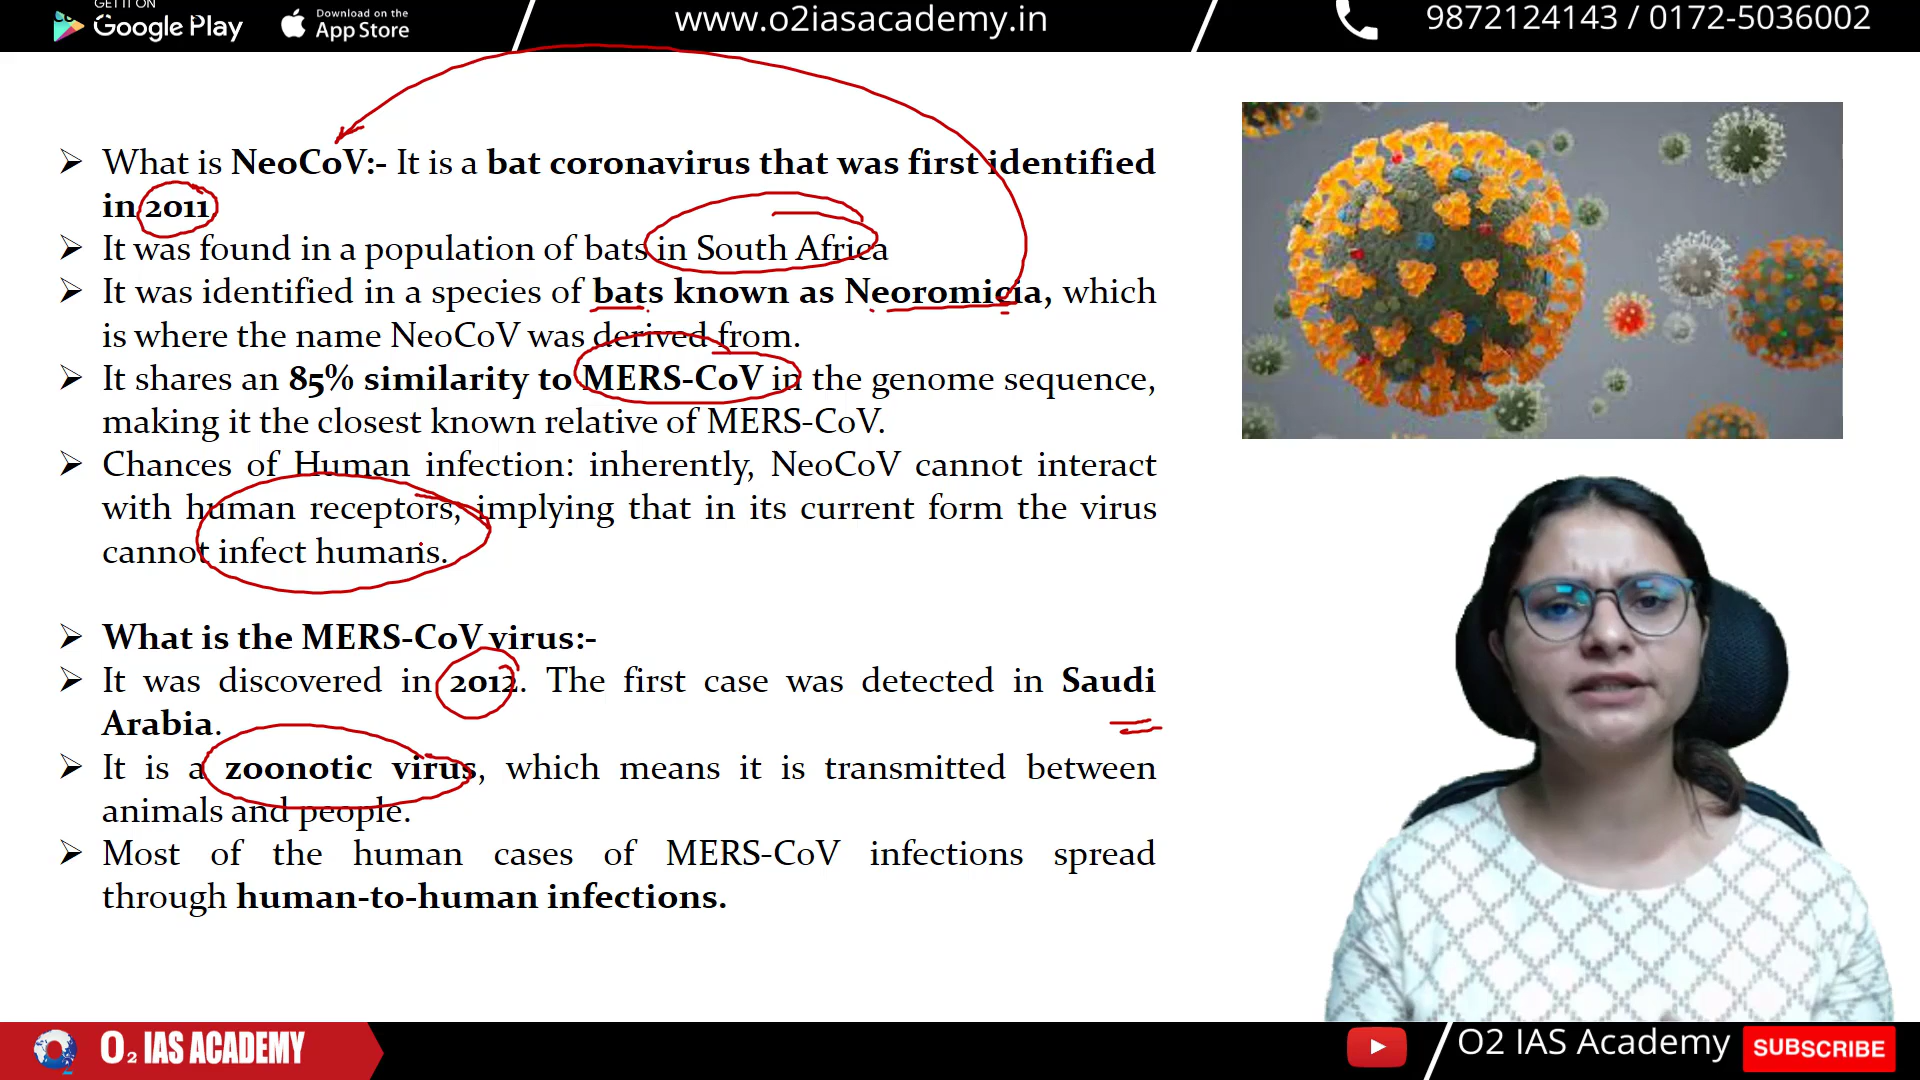 GET IT ON
Google Play
Download on the
App Store
www.o2iasacademy.in
9872124143 / 0172-5036002
➢ What is NeoCoV:- It is a bat coronavirus that was first identified
in 2011
➢ It was found in a population of bats in South Africa
➢ It was identified in a species of bats known as Neoromicia, which
is where the name NeoCoV was derived from.
➢ It shares an 85% similarity to MERS-CoV in the genome sequence,
making it the closest known relative of MERS-CoV.
➢ Chances of Human infection: inherently, NeoCoV cannot interact
with human receptors, implying that in its current form the virus
cannot infect humans.
➢ What is the MERS-CoV virus:-
➢ It was discovered in 2012. The first case was detected in Saudi
Arabia.
➢ It is a zoonotic virus, which means it is transmitted between
animals and people.
➢ Most of the human cases of MERS-CoV infections spread
through human-to-human infections.
O2 IAS ACADEMY
O2 IAS Academy
SUBSCRIBE